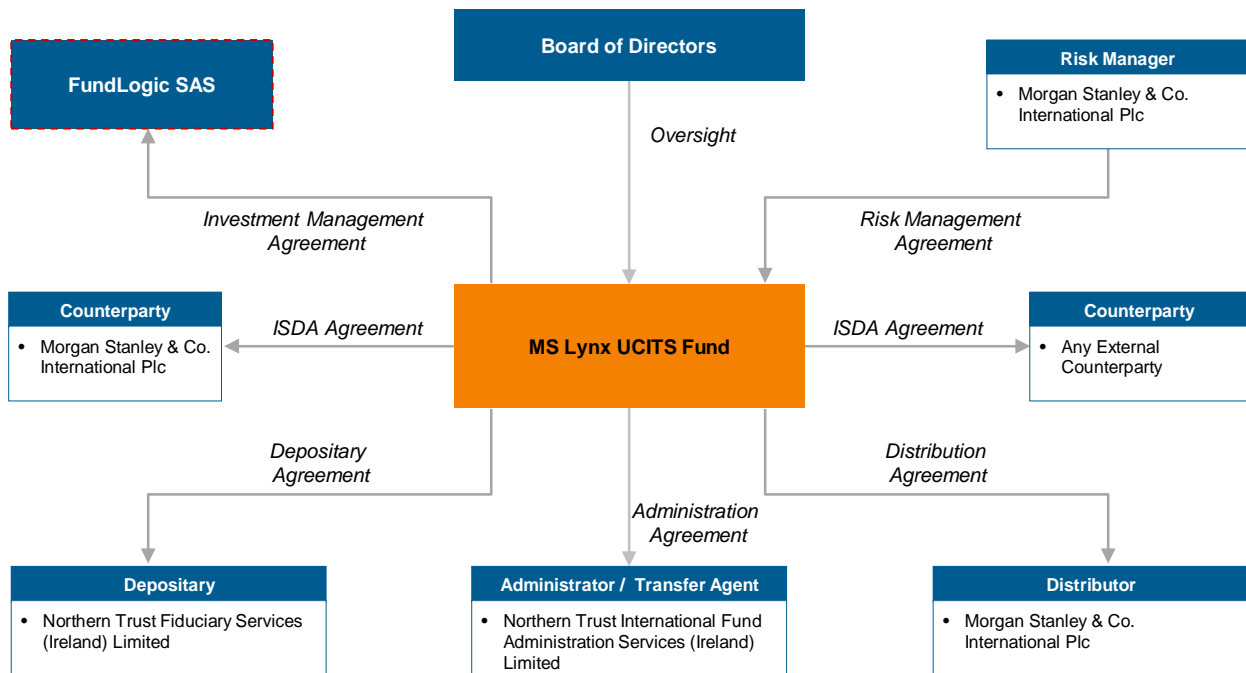 Board of Directors
FundLogic SAS
Risk Manager
• Morgan Stanley & Co.
International Plc
Oversight
Investment Management
Agreement
Risk Management
Agreement
Counterparty
• Morgan Stanley & Co.
International Plc
ISDA Agreement
MS Lynx UCITS Fund
ISDA Agreement
Counterparty
• Any External
Counterparty
Depositary
Agreement
Distribution
Agreement
Administration
Agreement
Depositary
• Northern Trust Fiduciary Services
(Ireland) Limited
Administrator / Transfer Agent
• Northern Trust International Fund
Administration Services (Ireland)
Limited
Distributor
• Morgan Stanley & Co.
International Plc